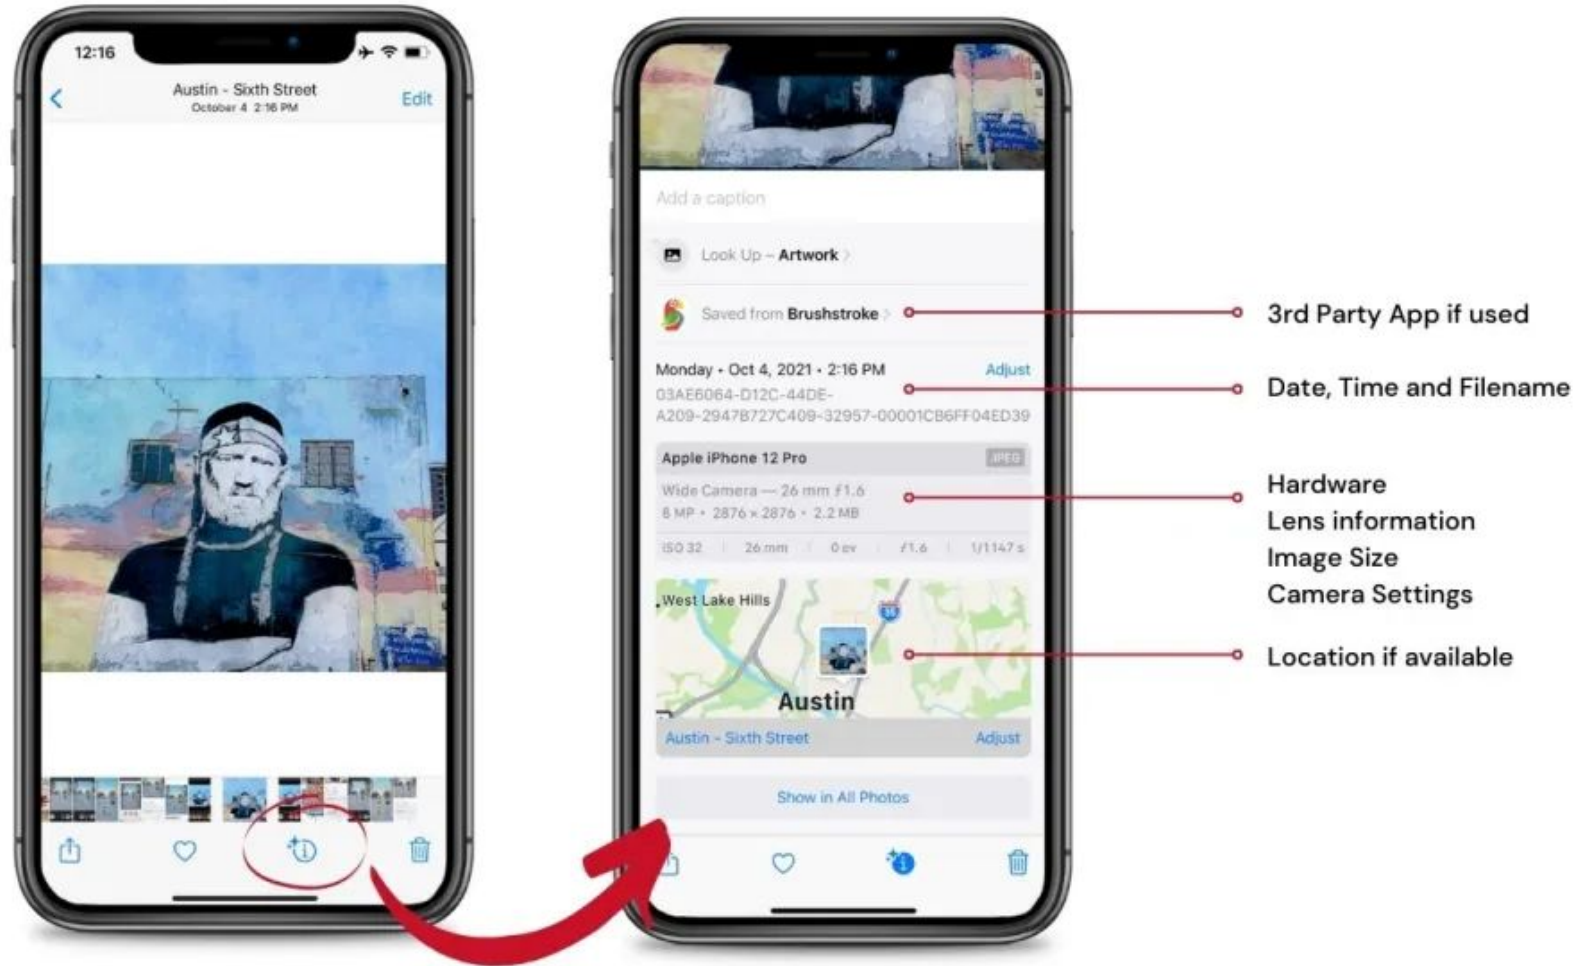 12:16
Austin - Sixth Street
October 4 2:16 PM
Edit
Add a caption
Look Up – Artwork >
Saved from Brushstroke >
Monday • Oct 4, 2021 • 2:16 PM
Adjust
03AE6064-D12C-44DE-
A209-2947B727C409-32957-00001CB6FF04ED39
Apple iPhone 12 Pro
JPEG
Wide Camera — 26 mm ƒ1.6
8 MP • 2876 × 2876 • 2.2 MB
ISO 32
26 mm
0 ev
ƒ1.6
1/1147 s
West Lake Hills
35
Austin
Austin - Sixth Street
Adjust
Show in All Photos
3rd Party App if used
Date, Time and Filename
Hardware
Lens information
Image Size
Camera Settings
Location if available